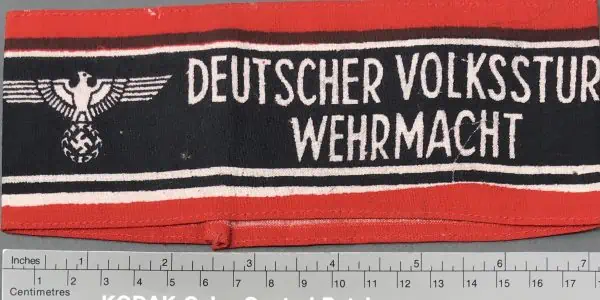 DEUTSCHER VOLKSSTUR
WEHRMACHT
Inches 1 2 3 4 5 6 7
1 2 3 4 5 6 7 8 9 10 11 12 13 14 15 16 17 18
Centimetres
KODAK